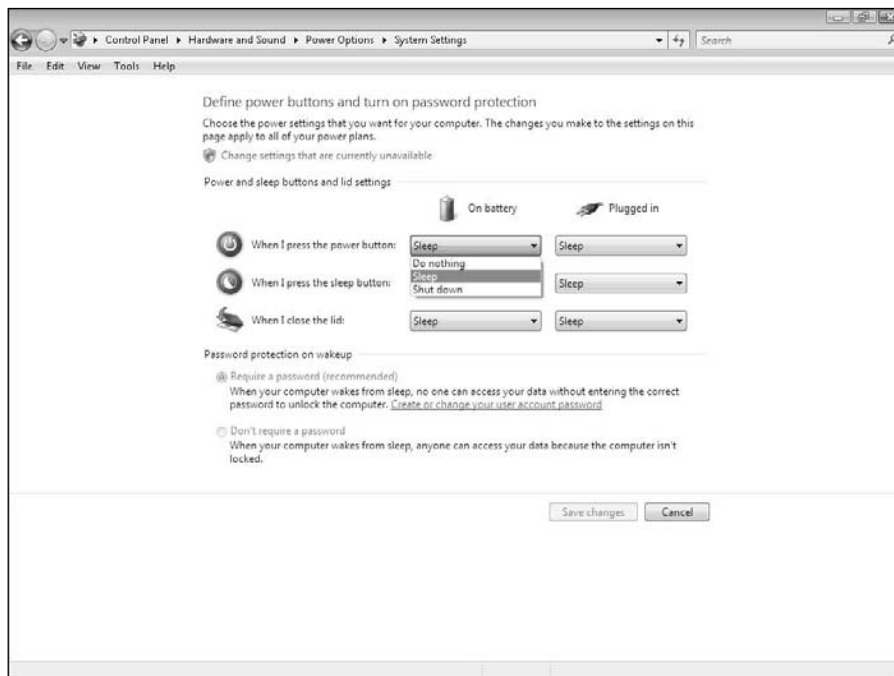 Control Panel ▸ Hardware and Sound ▸ Power Options ▸ System Settings
Search
File Edit View Tools Help
Define power buttons and turn on password protection
Choose the power settings that you want for your computer. The changes you make to the settings on this
page apply to all of your power plans.
Change settings that are currently unavailable
Power and sleep buttons and lid settings
On battery Plugged in
When I press the power button: Sleep Sleep
Do nothing
Sleep
Shut down
When I press the sleep button: Sleep
When I close the lid: Sleep Sleep
Password protection on wakeup
Require a password (recommended)
When your computer wakes from sleep, no one can access your data without entering the correct
password to unlock the computer. Create or change your user account password
Don't require a password
When your computer wakes from sleep, anyone can access your data because the computer isn't
locked.
Save changes Cancel